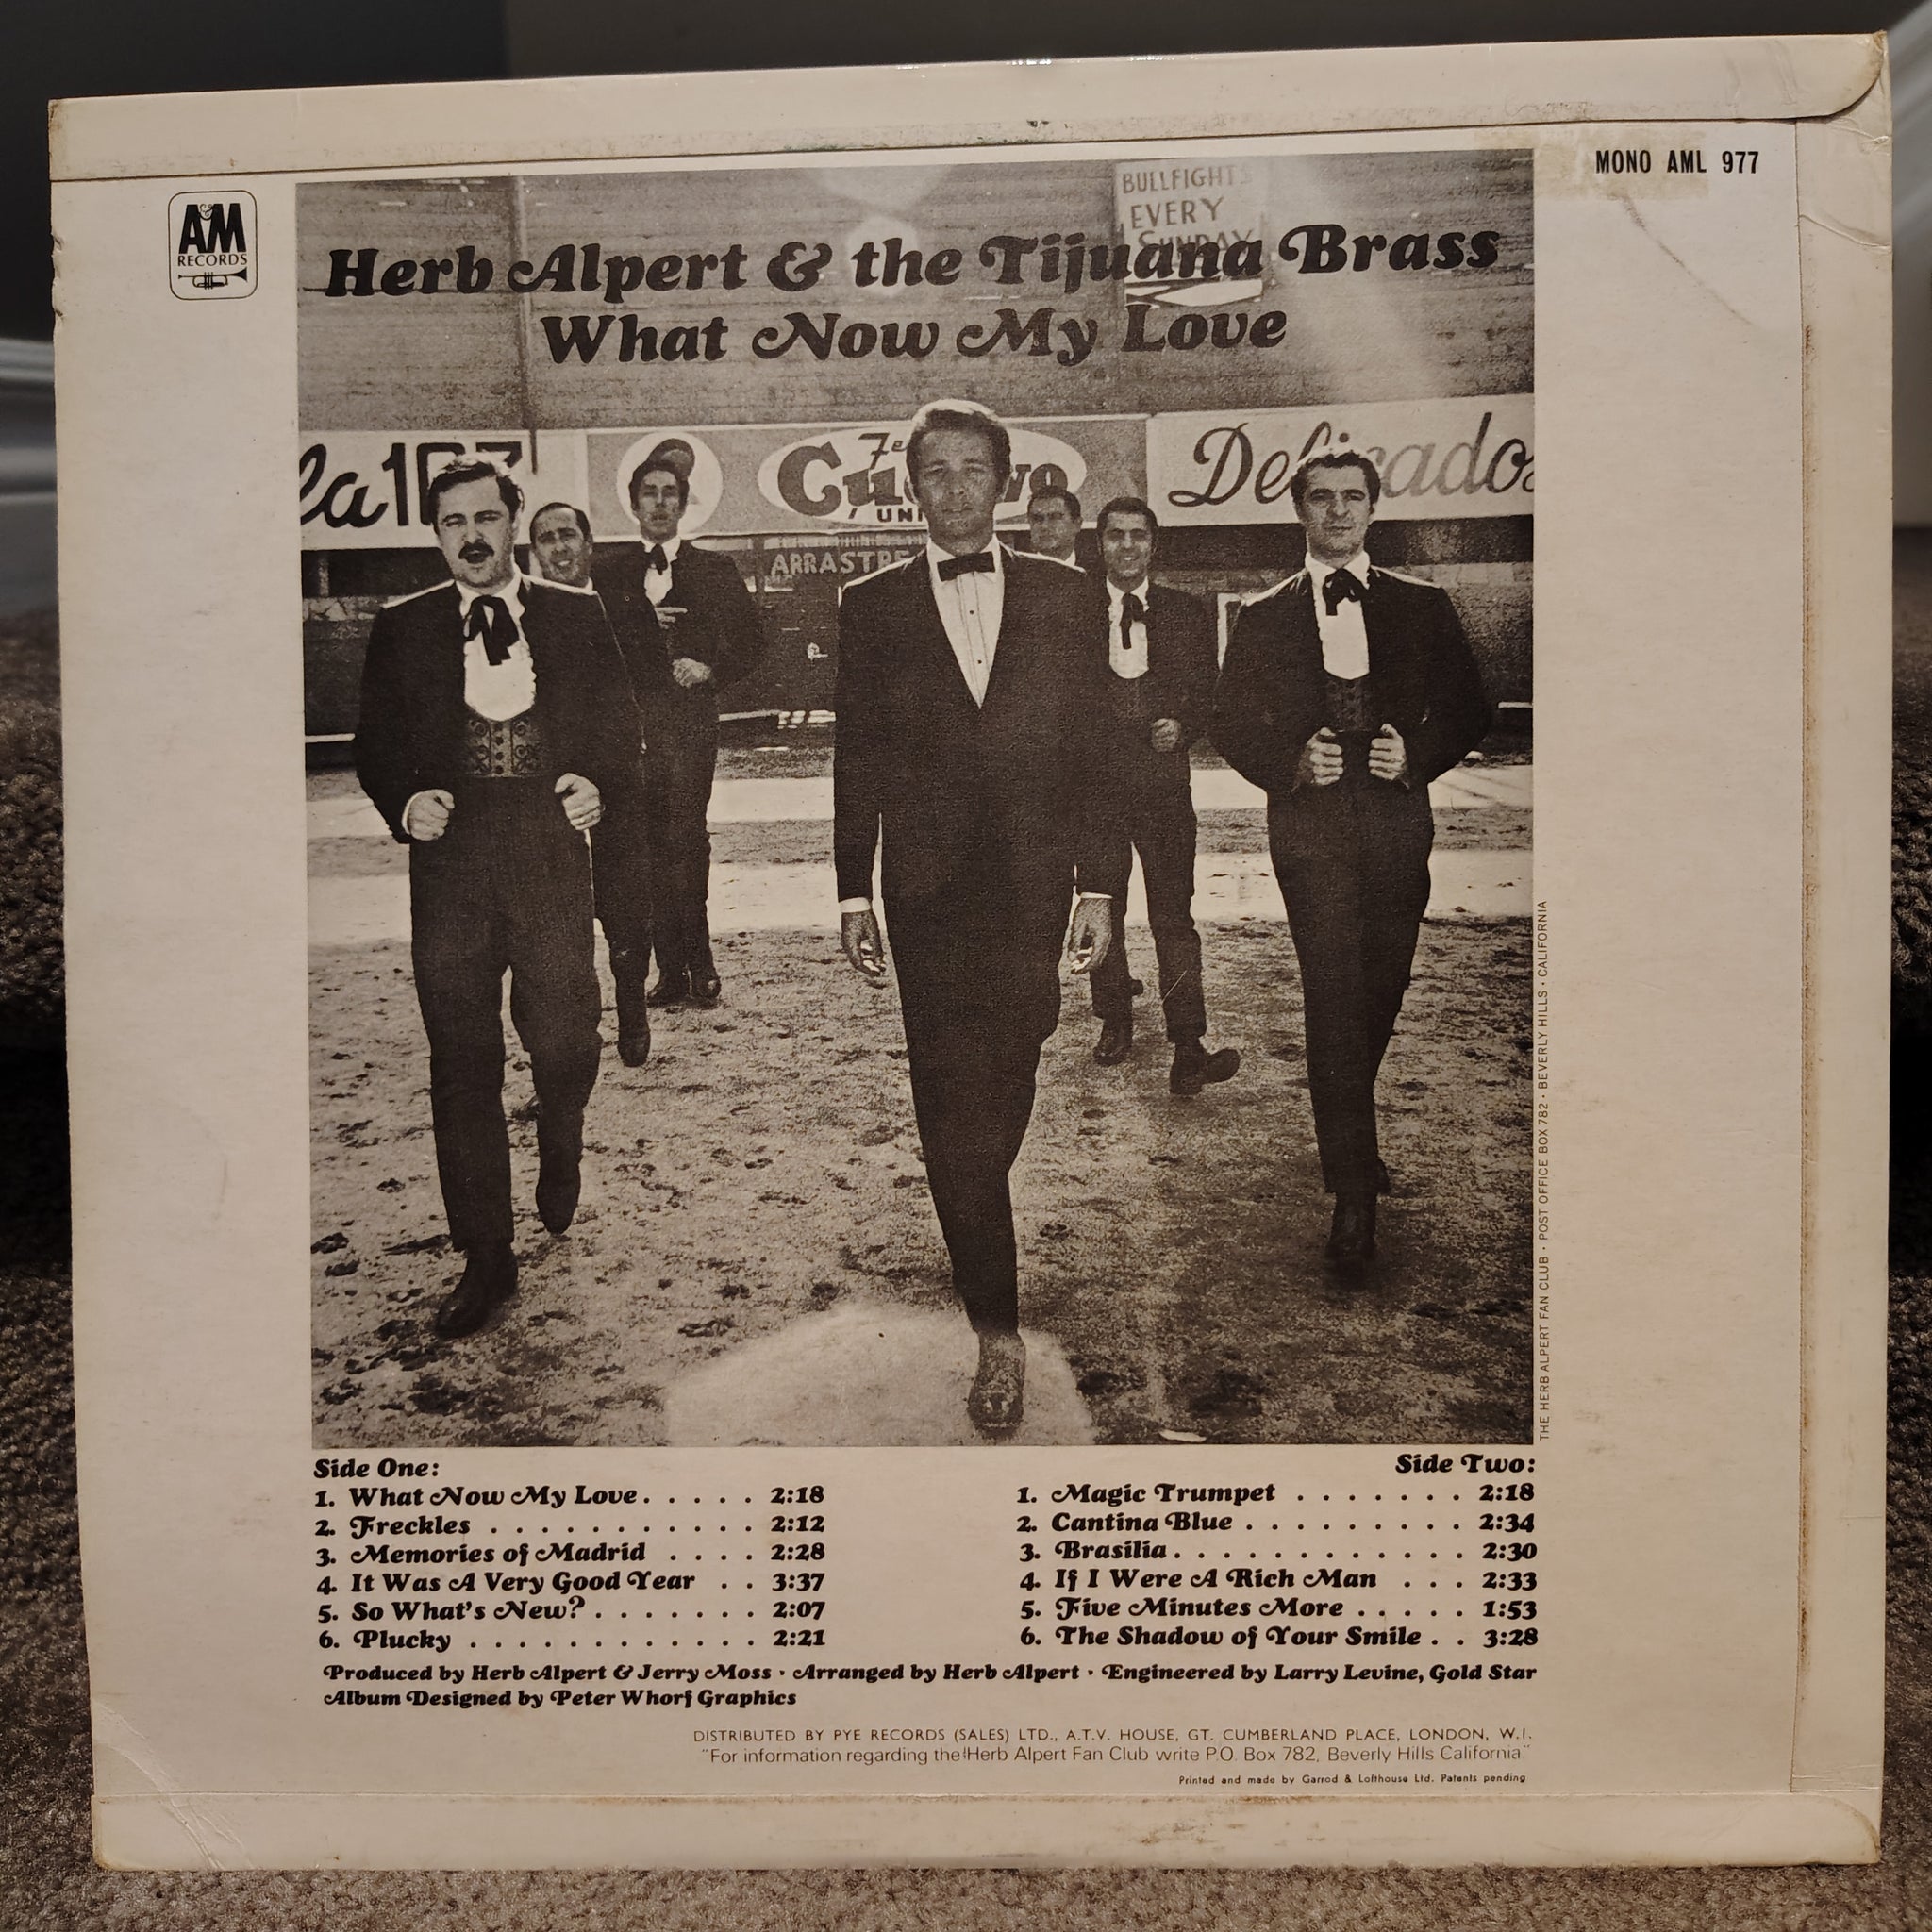 MONO AML 977
A&M
RECORDS
BULLFIGHTS
EVERY
SUNDAY
Herb Alpert & the Tijuana Brass
What Now My Love
la 1
Cu vo
Delicados
UNI
ARRASTRE
THE HERB ALPERT FAN CLUB · POST OFFICE BOX 782 · BEVERLY HILLS · CALIFORNIA
Side One:
1. What Now My Love. . . . . 2:18
2. Freckles . . . . . . . . . . . 2:12
3. Memories of Madrid . . . . 2:28
4. It Was A Very Good Year . . 3:37
5. So What's New? . . . . . . . 2:07
6. Plucky . . . . . . . . . . . . 2:21
Side Two:
1. Magic Trumpet . . . . . . . 2:18
2. Cantina Blue . . . . . . . . . 2:34
3. Brasilia. . . . . . . . . . . . 2:30
4. If I Were A Rich Man . . . 2:33
5. Five Minutes More . . . . . 1:53
6. The Shadow of Your Smile . . 3:28
Produced by Herb Alpert & Jerry Moss · Arranged by Herb Alpert · Engineered by Larry Levine, Gold Star
Album Designed by Peter Whorf Graphics
DISTRIBUTED BY PYE RECORDS (SALES) LTD., A.T.V. HOUSE, GT. CUMBERLAND PLACE, LONDON, W.I.
"For information regarding the Herb Alpert Fan Club write P.O. Box 782, Beverly Hills California."
Printed and made by Garrod & Lofthouse Ltd. Patents pending